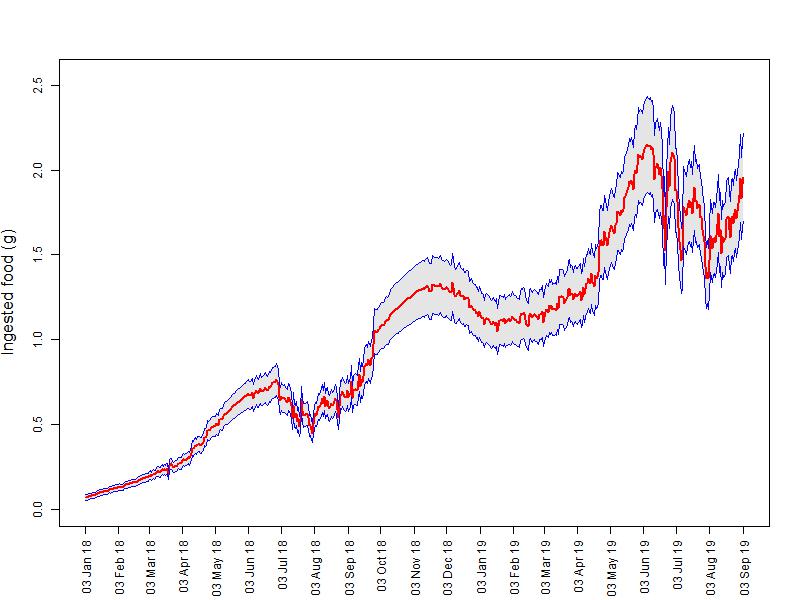 Ingested food (g)
2.5
2.0
1.5
1.0
0.5
0.0
03 Jan 18
03 Feb 18
03 Mar 18
03 Apr 18
03 May 18
03 Jun 18
03 Jul 18
03 Aug 18
03 Sep 18
03 Oct 18
03 Nov 18
03 Dec 18
03 Jan 19
03 Feb 19
03 Mar 19
03 Apr 19
03 May 19
03 Jun 19
03 Jul 19
03 Aug 19
03 Sep 19